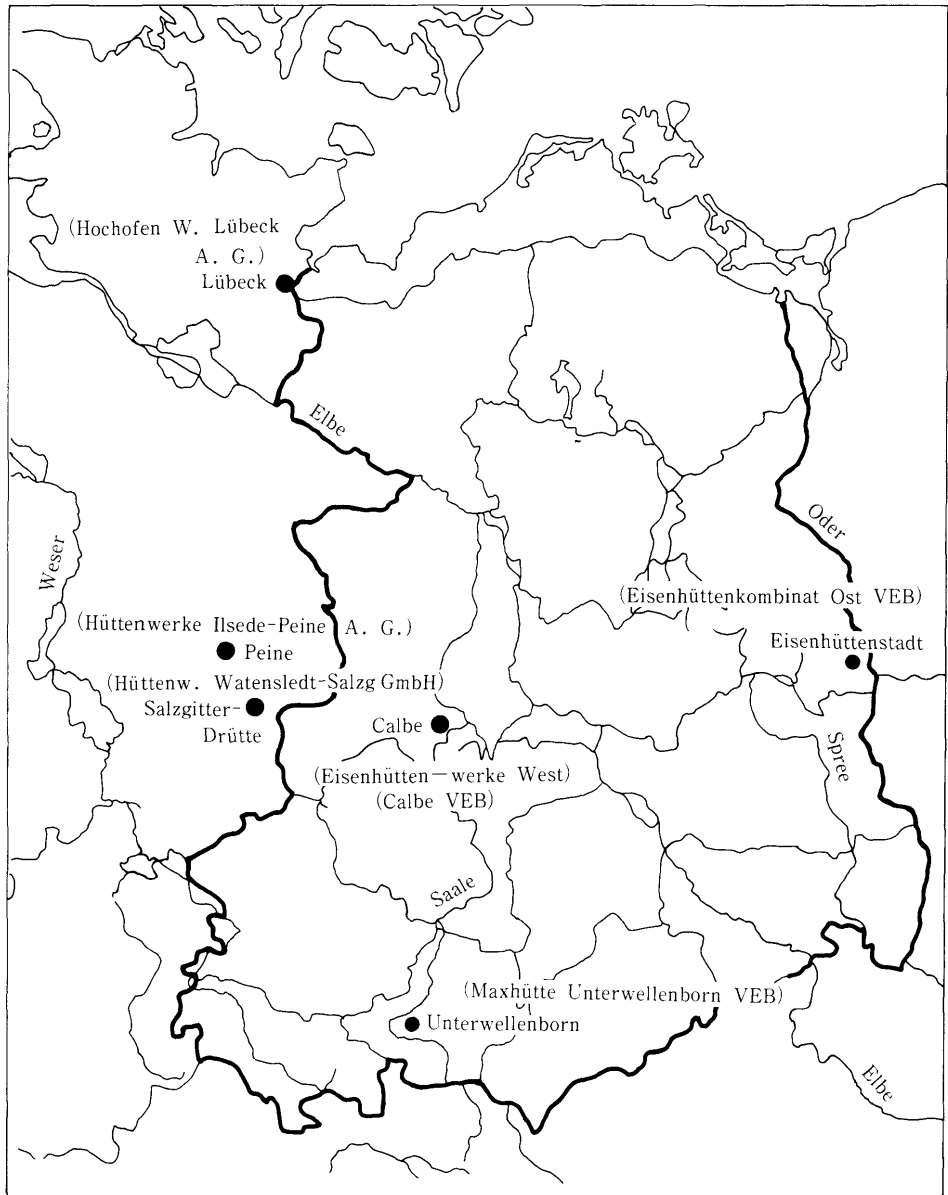 (Hochofen W. Lübeck
A. G.)
Lübeck
Elbe
Oder
Weser
(Eisenhüttenkombinat Ost VEB)
(Hüttenwerke Ilsede-Peine A. G.)
Peine
Eisenhüttenstadt
(Hüttenw. Watensledt-Salzg GmbH)
Salzgitter-
Drütte
Calbe
Spree
(Eisenhütten-werke West)
(Calbe VEB)
Saale
(Maxhütte Unterwellenborn VEB)
Unterwellenborn
Elbe